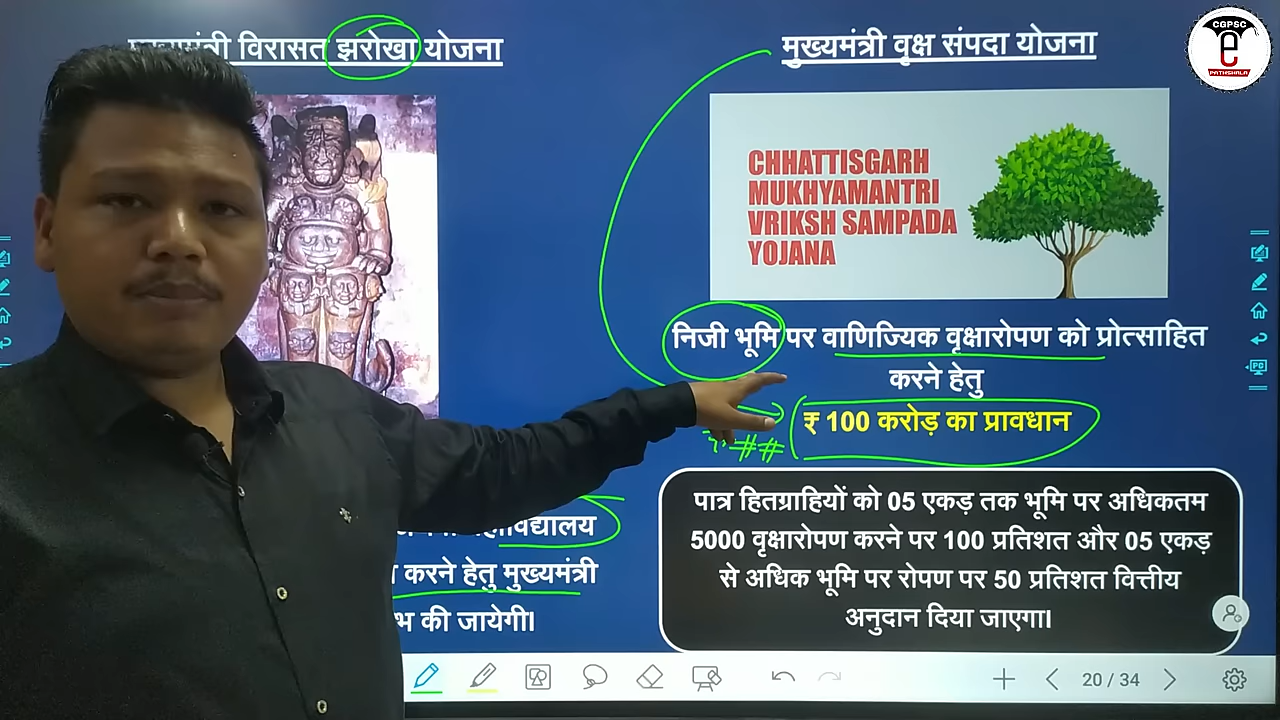 विरासत झरोखा योजना
मुख्यमंत्री वृक्ष संपदा योजना
CGPSC
e
PATHSHALA
CHHATTISGARH
MUKHYAMANTRI
VRIKSH SAMPADA
YOJANA
निजी भूमि पर वाणिज्यिक वृक्षारोपण को प्रोत्साहित
करने हेतु
₹ 100 करोड़ का प्रावधान
##
पात्र हितग्राहियों को 05 एकड़ तक भूमि पर अधिकतम
5000 वृक्षारोपण करने पर 100 प्रतिशत और 05 एकड़
से अधिक भूमि पर रोपण पर 50 प्रतिशत वित्तीय
अनुदान दिया जाएगा।
करने हेतु मुख्यमंत्री
की जायेगी।
PC
20 / 34